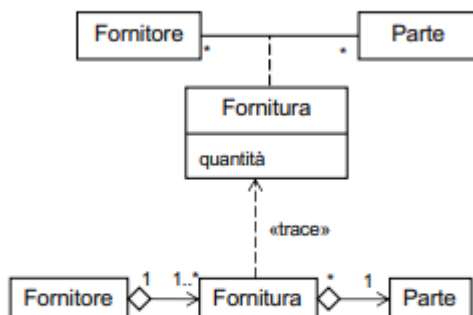 Fornitore
Parte
*
*
Fornitura
quantità
«trace»
1
1..*
*
1
Fornitore
Fornitura
Parte